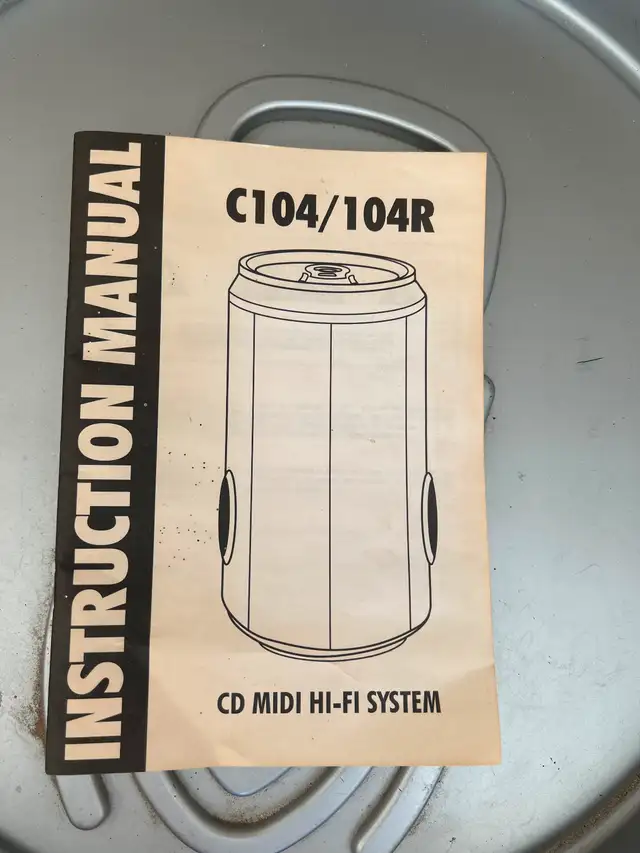 INSTRUCTION MANUAL
C104/104R
CD MIDI HI-FI SYSTEM